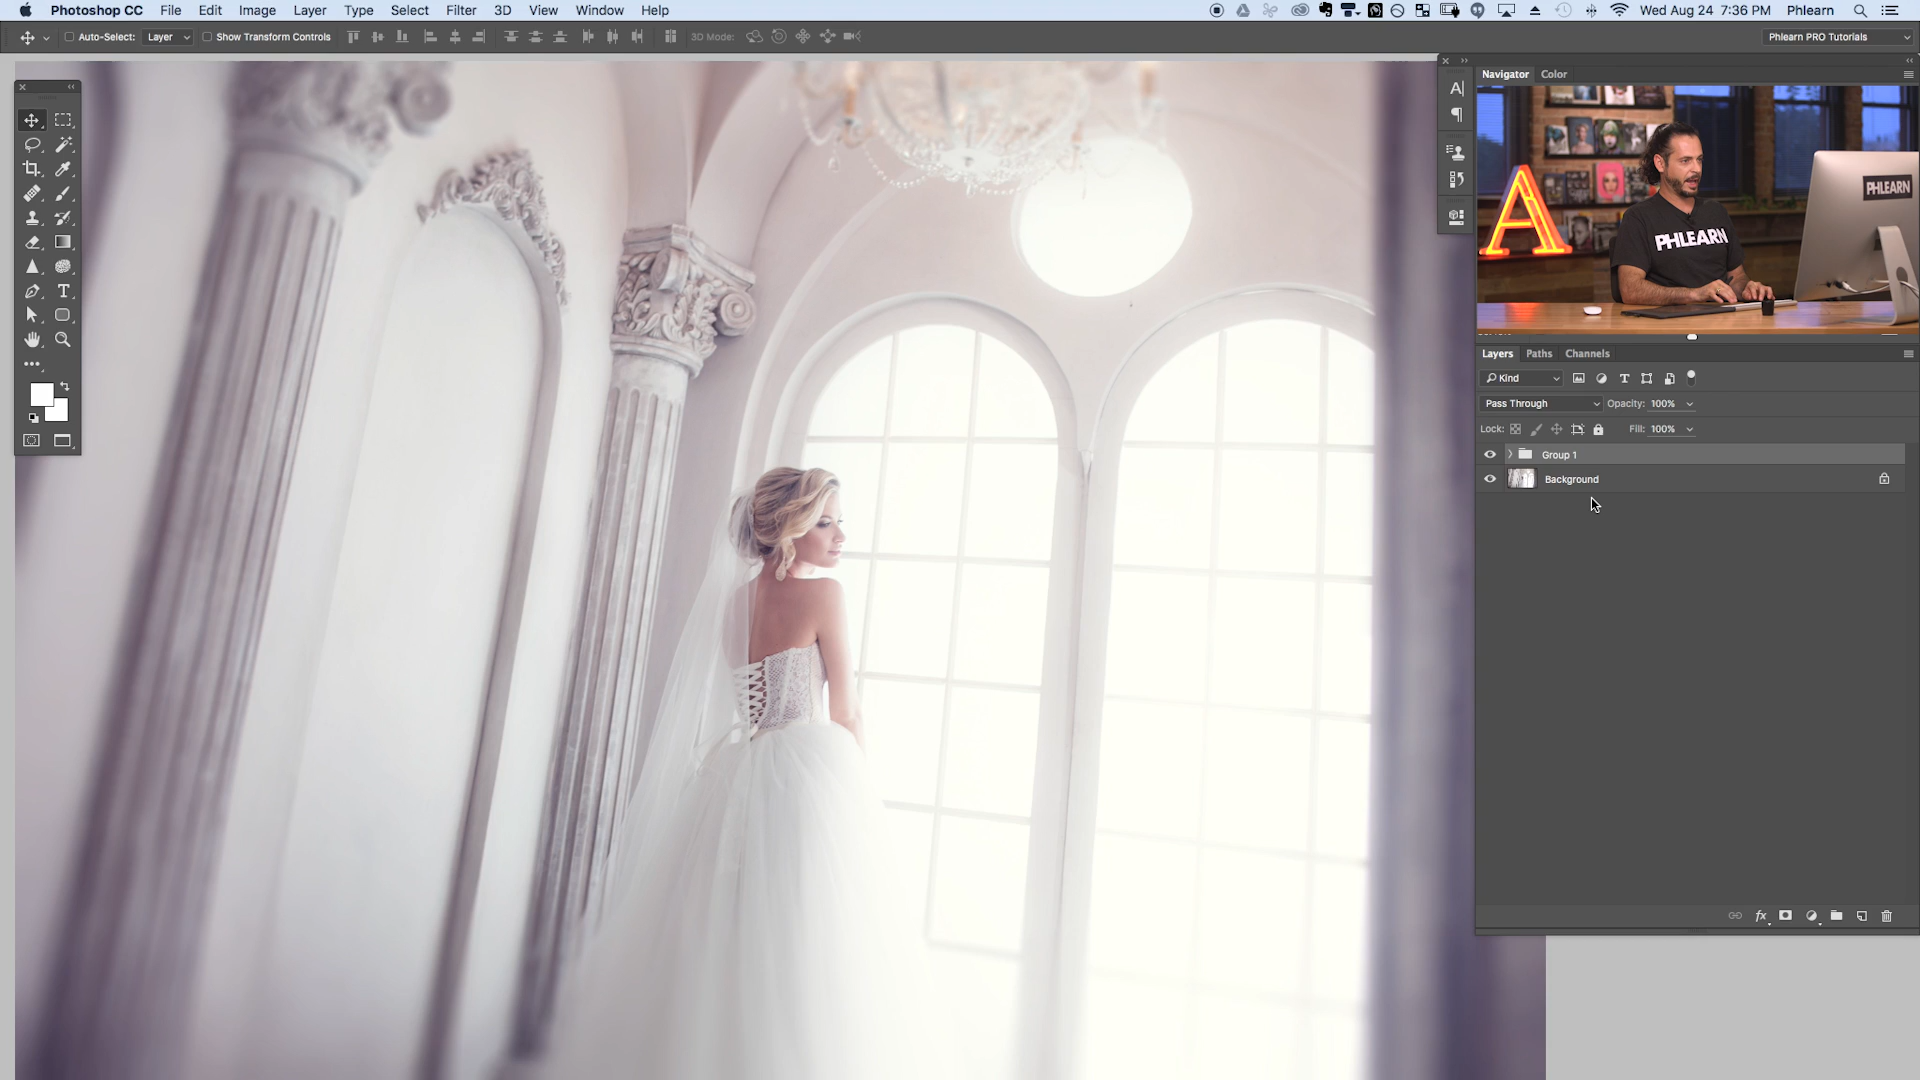 Photoshop CC File Edit Image Layer Type Select Filter 3D View Window Help Wed Aug 24 7:36 PM Phlearn
Auto-Select: Layer Show Transform Controls 3D Mode: Phlearn PRO Tutorials
Navigator Color
A
PHLEARN
PHLEARN
Layers Paths Channels
Kind
Pass Through Opacity: 100%
Lock: Fill: 100%
Group 1
Background
fx